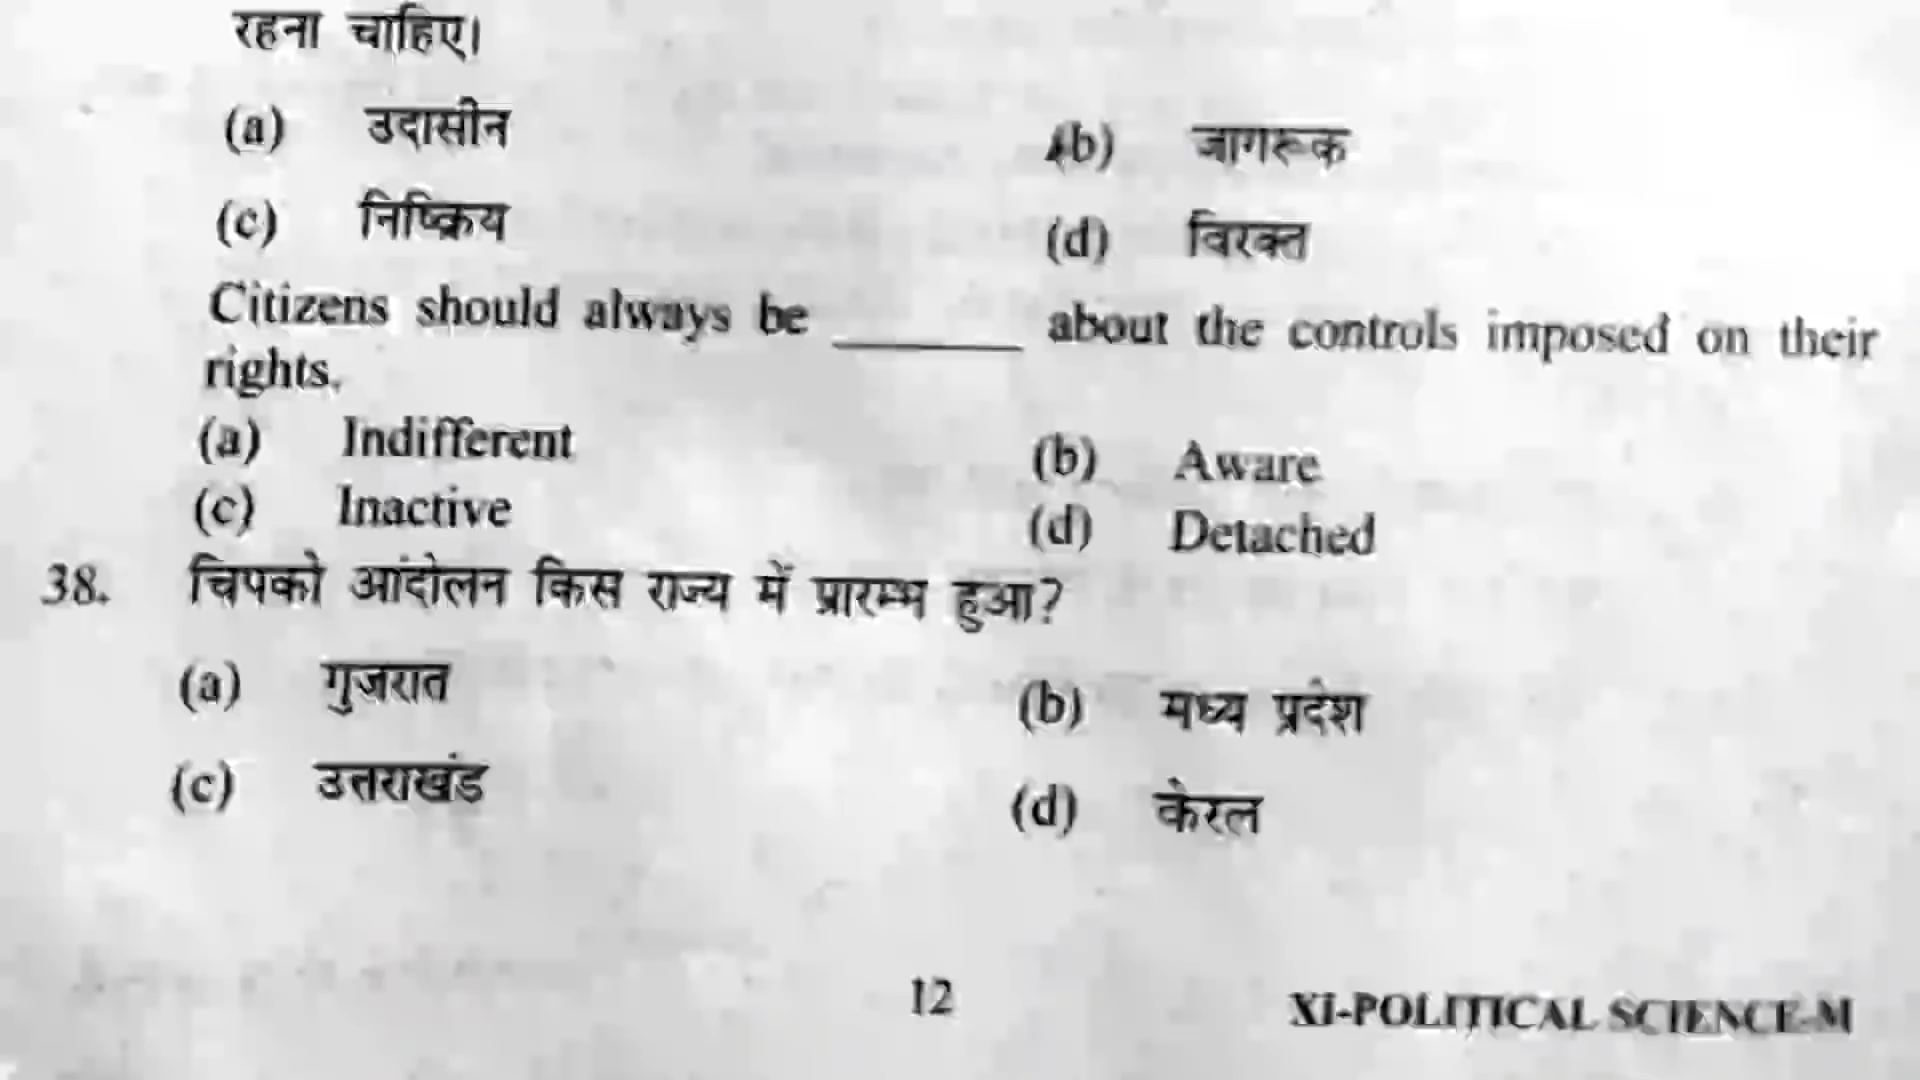 रहना चाहिए।
(a) उदासीन (b) जागरूक
(c) निष्क्रिय (d) विरक्त
Citizens should always be ______ about the controls imposed on their
rights.
(a) Indifferent (b) Aware
(c) Inactive (d) Detached
38. चिपको आंदोलन किस राज्य में प्रारम्भ हुआ?
(a) गुजरात (b) मध्य प्रदेश
(c) उत्तराखंड (d) केरल
12 XI-POLITICAL SCIENCE-M